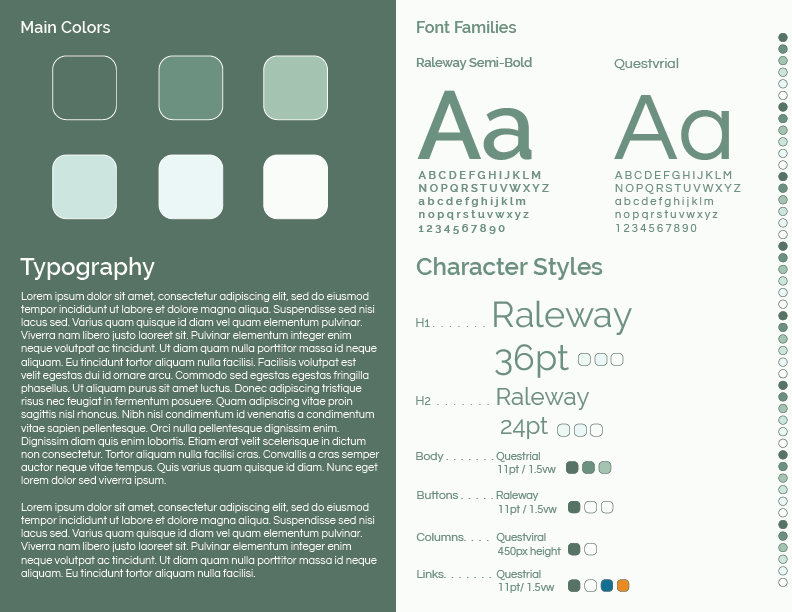 Main Colors
Typography
Lorem ipsum dolor sit amet, consectetur adipiscing elit, sed do eiusmod
tempor incididunt ut labore et dolore magna aliqua. Suspendisse sed nisi
lacus sed. Varius quam quisque id diam vel quam elementum pulvinar.
Viverra nam libero justo laoreet sit. Pulvinar elementum integer enim
neque volutpat ac tincidunt. Ut diam quam nulla porttitor massa id neque
aliquam. Eu tincidunt tortor aliquam nulla facilisi. Facilisis volutpat est
velit egestas dui id ornare arcu. Commodo sed egestas egestas fringilla
phasellus. Ut aliquam purus sit amet luctus. Donec adipiscing tristique
risus nec feugiat in fermentum posuere. Quam adipiscing vitae proin
sagittis nisl rhoncus. Nibh nisl condimentum id venenatis a condimentum
vitae sapien pellentesque. Orci nulla pellentesque dignissim enim.
Dignissim diam quis enim lobortis. Etiam erat velit scelerisque in dictum
non consectetur. Tortor aliquam nulla facilisi cras. Convallis a cras semper
auctor neque vitae tempus. Quis varius quam quisque id diam. Nunc eget
lorem dolor sed viverra ipsum.
Lorem ipsum dolor sit amet, consectetur adipiscing elit, sed do eiusmod
tempor incididunt ut labore et dolore magna aliqua. Suspendisse sed nisi
lacus sed. Varius quam quisque id diam vel quam elementum pulvinar.
Viverra nam libero justo laoreet sit. Pulvinar elementum integer enim
neque volutpat ac tincidunt. Ut diam quam nulla porttitor massa id neque
aliquam. Eu tincidunt tortor aliquam nulla facilisi.
Font Families
Raleway Semi-Bold
Aa
ABCDEFGHIJKLM
NOPQRSTUVWXYZ
abcdefghijklm
nopqrstuvwxyz
1234567890
Questvrial
Aa
ABCDEFGHIJKLM
NOPQRSTUVWXYZ
abcdefghijklm
nopqrstuvwxyz
1234567890
Character Styles
H1 . . . . . . . Raleway
36pt
H2 . . . . . . . Raleway
24pt
Body . . . . . . . Questrial
11pt / 1.5vw
Buttons . . . . . Raleway
11pt / 1.5vw
Columns. . . . . Questviral
450px height
Links. . . . . . . Questrial
11pt/ 1.5vw